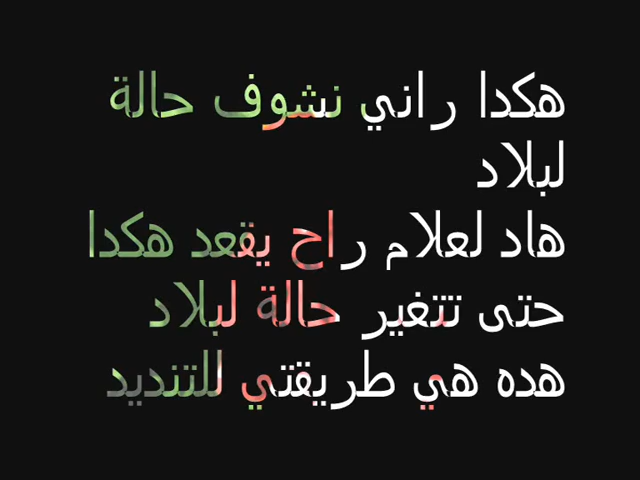 هكدا راني نشوف حالة
لبلاد
هاد لعلام راح يقعد هكدا
حتى تتغير حالة لبلاد
هده هي طريقتي للتنديد